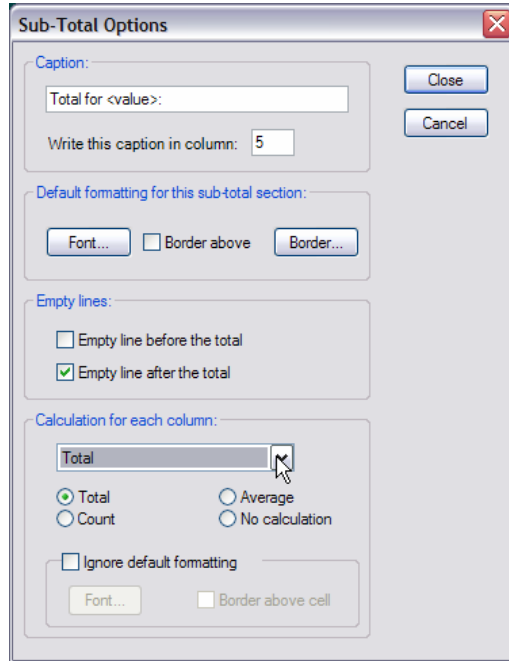 Sub-Total Options
Caption:
Total for <value>:
Write this caption in column: 5
Close
Cancel
Default formatting for this sub-total section:
Font... Border above Border...
Empty lines:
Empty line before the total
Empty line after the total
Calculation for each column:
Total
Total Average
Count No calculation
Ignore default formatting
Font... Border above cell